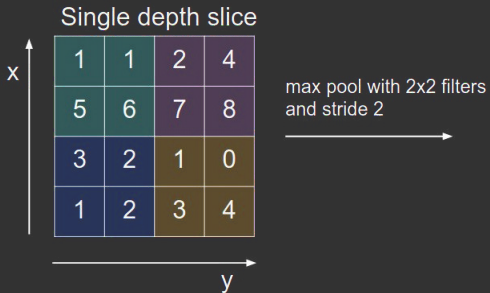 Single depth slice
x
1 1 2 4
5 6 7 8
3 2 1 0
1 2 3 4
y
max pool with 2x2 filters
and stride 2